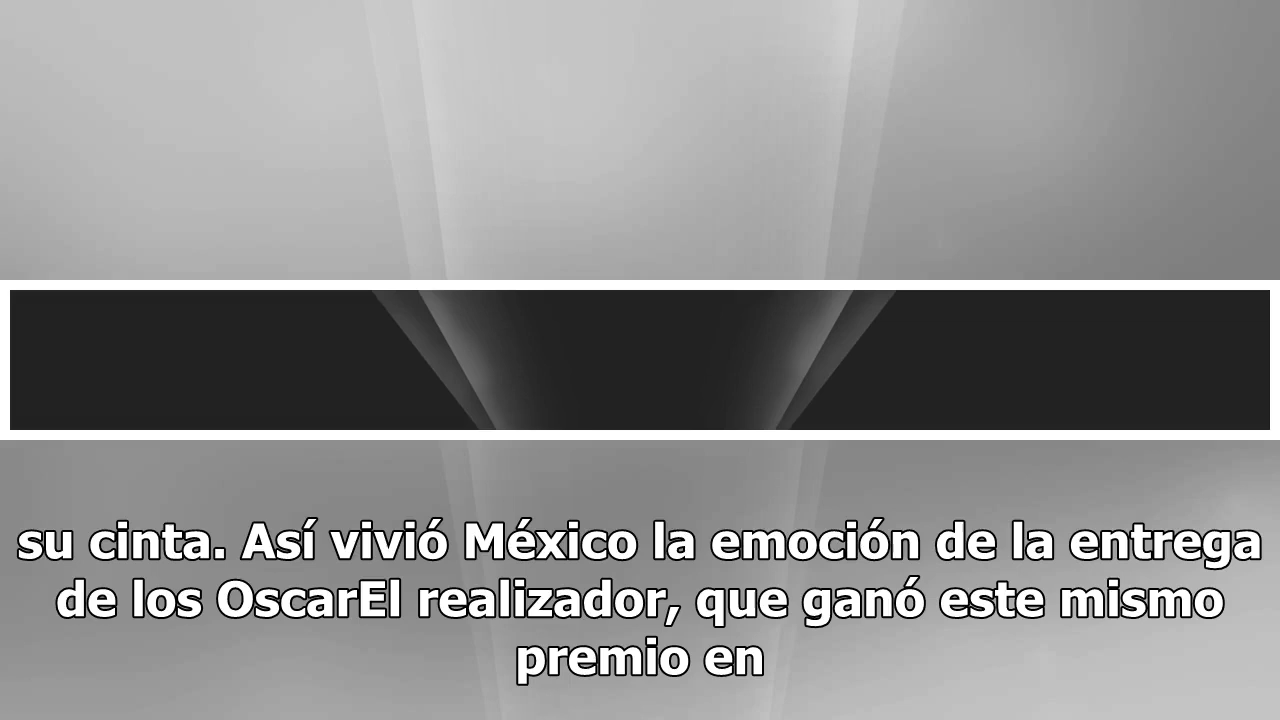 su cinta. Así vivió México la emoción de la entrega
de los OscarEl realizador, que ganó este mismo
premio en